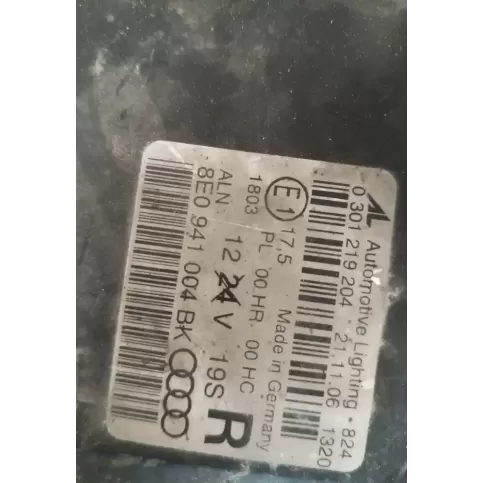 AL Automotive Lighting • 824
0 301 219 204 • 21.11.06 1320
E1 17,5 Made in Germany
1803 PL 00 HR 00 HC
ALN 12 24 V 19S R
8E0 941 004 BK